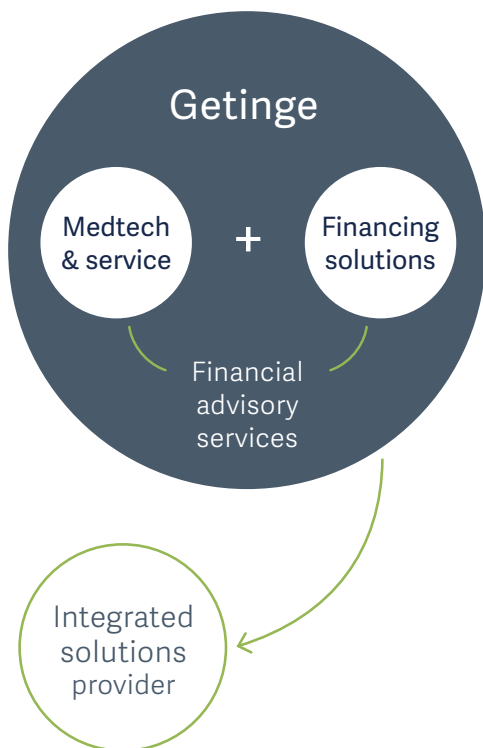 Getinge
Medtech
& service
+
Financing
solutions
Financial
advisory
services
Integrated
solutions
provider